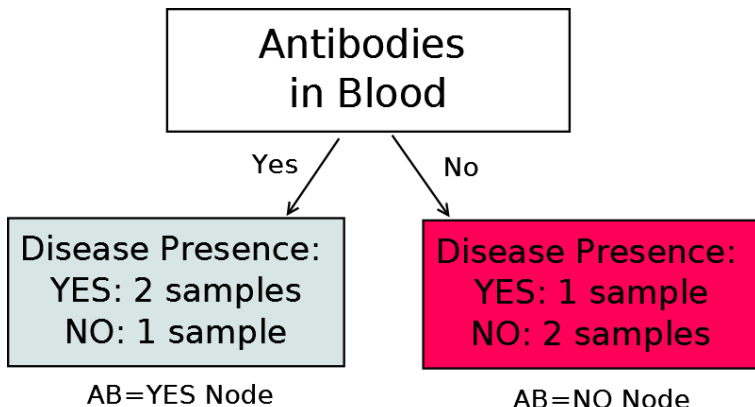 Antibodies
in Blood
Yes
No
Disease Presence:
YES: 2 samples
NO: 1 sample
Disease Presence:
YES: 1 sample
NO: 2 samples
AB=YES Node
AB=NO Node